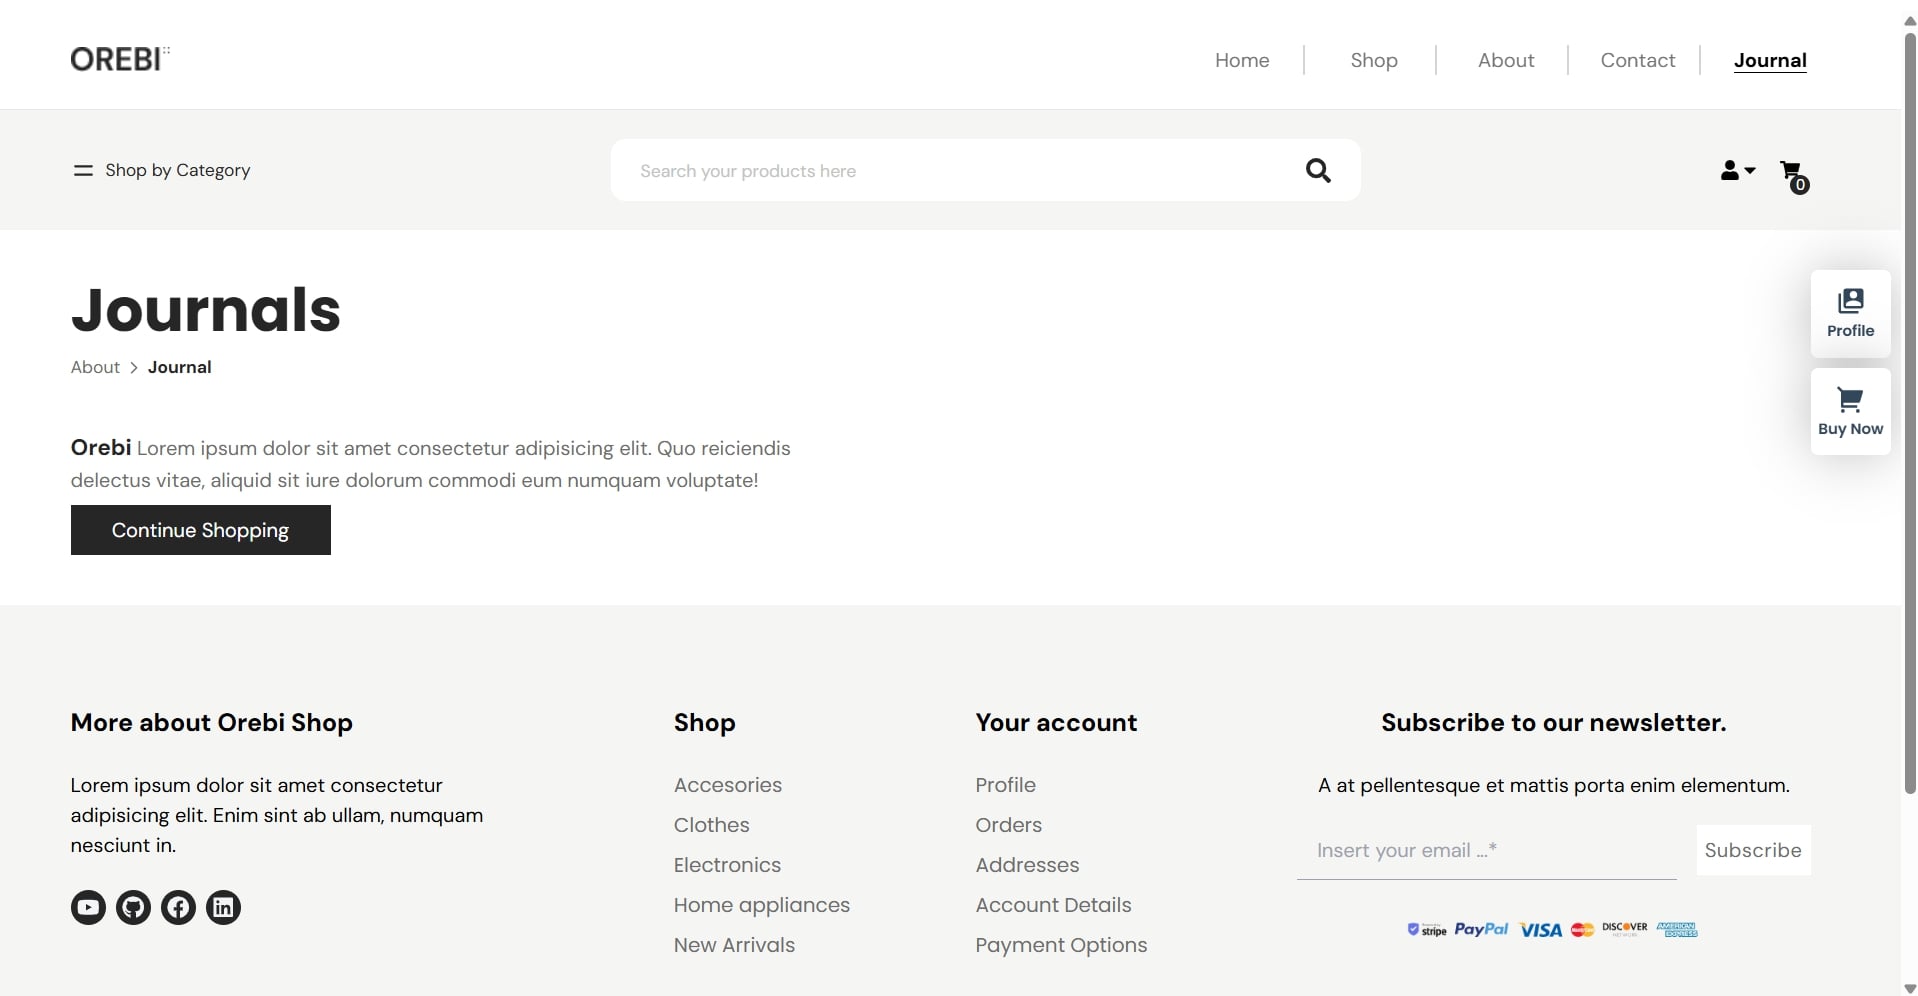 OREBI
Home
Shop
About
Contact
Journal
Shop by Category
Search your products here
0
Journals
About > Journal
Profile
Buy Now
Orebi Lorem ipsum dolor sit amet consectetur adipisicing elit. Quo reiciendis
delectus vitae, aliquid sit iure dolorum commodi eum numquam voluptate!
Continue Shopping
More about Orebi Shop
Lorem ipsum dolor sit amet consectetur
adipisicing elit. Enim sint ab ullam, numquam
nesciunt in.
Shop
Accesories
Clothes
Electronics
Home appliances
New Arrivals
Your account
Profile
Orders
Addresses
Account Details
Payment Options
Subscribe to our newsletter.
A at pellentesque et mattis porta enim elementum.
Insert your email ...*
Subscribe
stripe PayPal VISA DISCOVER AMERICAN EXPRESS